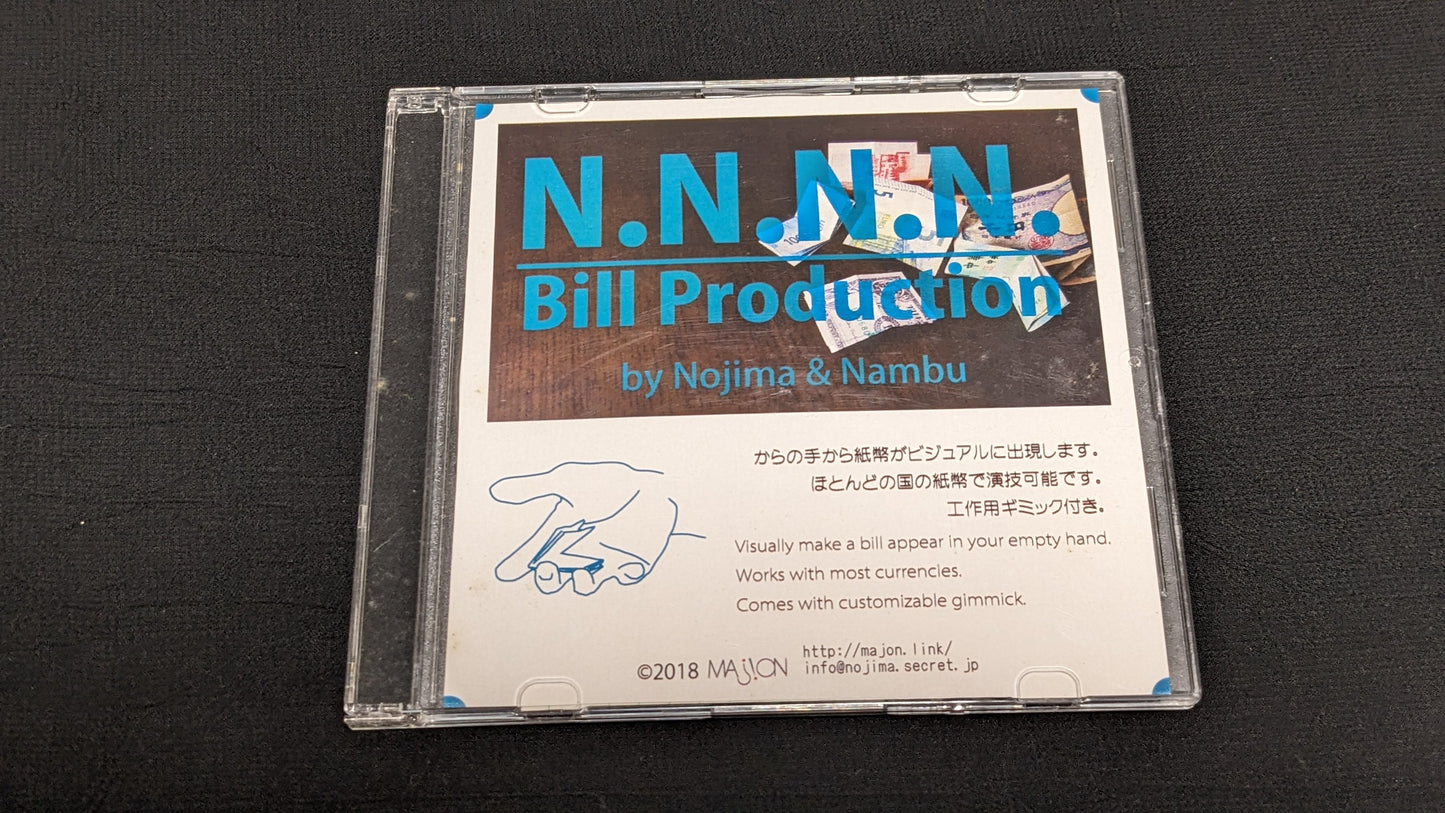 N.N.N.N.
Bill Production
by Nojima & Nambu
からの手から紙幣がビジュアルに出現します。
ほとんどの国の紙幣で演技可能です。
工作用ギミック付き。
Visually make a bill appear in your empty hand.
Works with most currencies.
Comes with customizable gimmick.
©2018 MAJ!ON
http://majon.link/
info@nojima.secret.jp